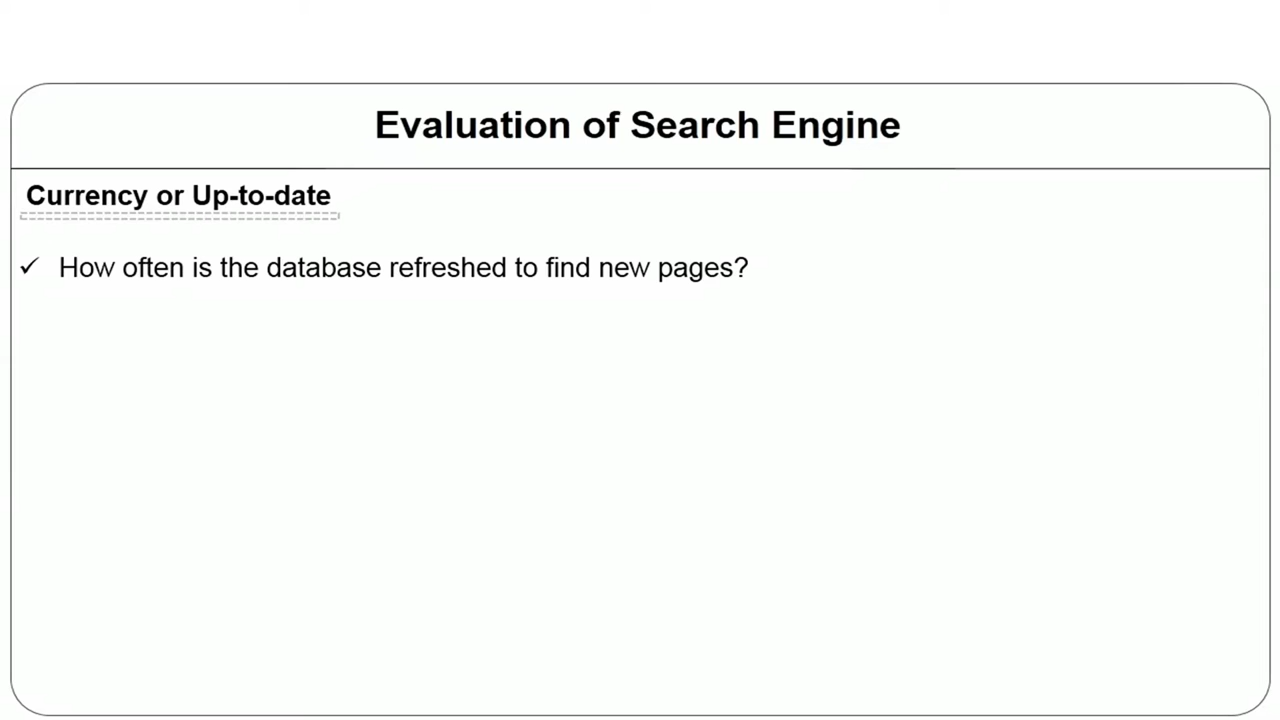 Evaluation of Search Engine
Currency or Up-to-date
✓ How often is the database refreshed to find new pages?